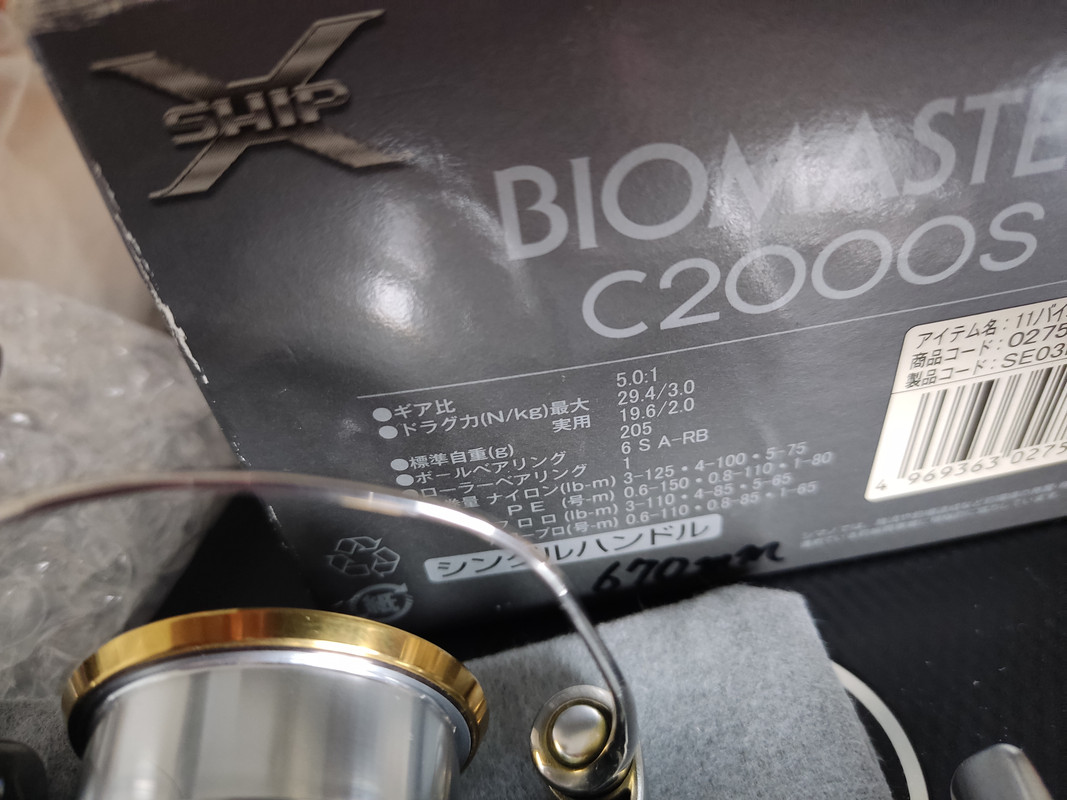 X SHIP
BIOMASTE
C2000S
●ギア比 5.0:1
●ドラグ力(N/kg)最大 29.4/3.0
実用 19.6/2.0
●標準自重(g) 205
●ボールベアリング 6 S A-RB
●ローラーベアリング 1
量 ナイロン(lb-m) 3-125・4-100・5-75
PE (号-m) 0.6-150・0.8-110・1-80
フロロ(lb-m) 3-110・4-85・5-65
(号-m) 0.6-110・0.8-85・1-65
シングルハンドル
670mm
アイテム名:11バイ
商品コード:0275
製品コード:SE03
4 969363 0275